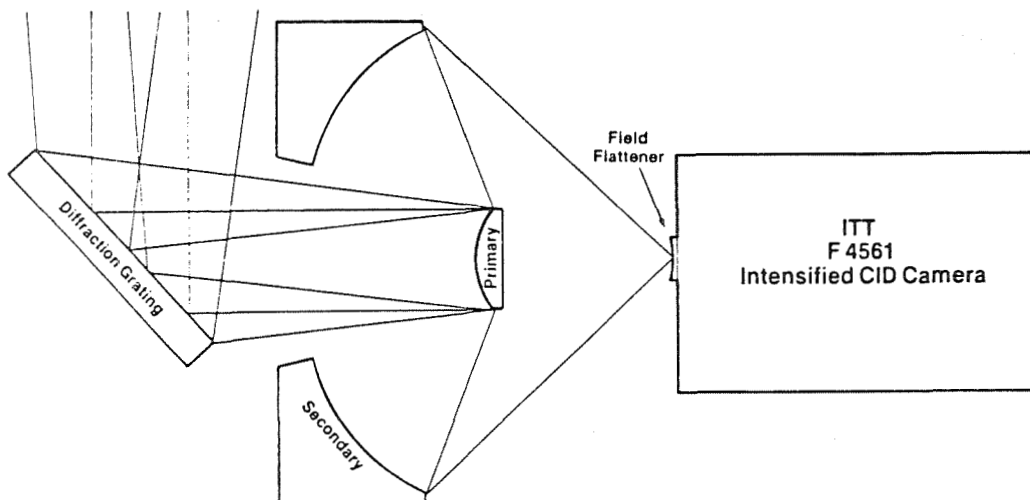 Field
Flattener
ITT
F 4561
Intensified CID Camera
Diffraction Grating
Primary
Secondary